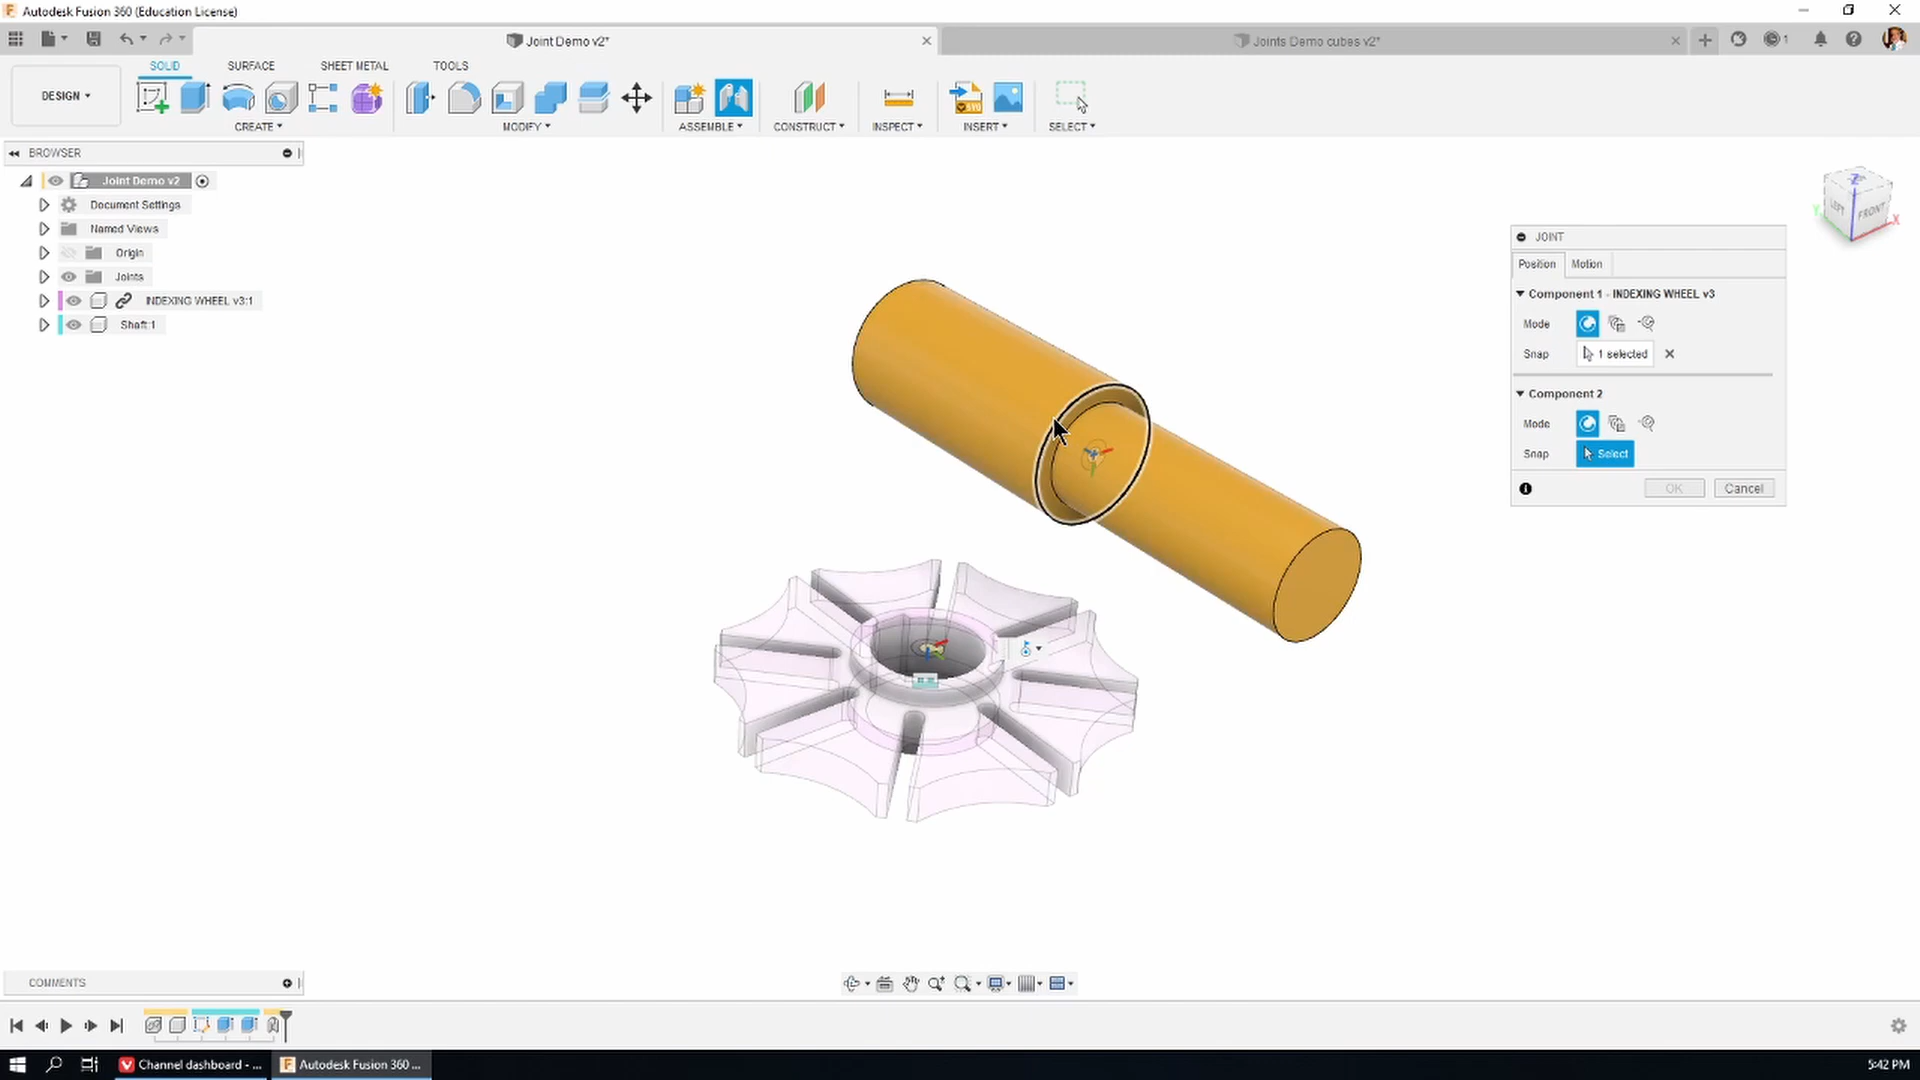 Autodesk Fusion 360 (Education License)
Joint Demo v2*
Joints Demo cubes v2*
1
SOLID
SURFACE
SHEET METAL
TOOLS
DESIGN
CREATE
MODIFY
ASSEMBLE
CONSTRUCT
INSPECT
INSERT
SELECT
BROWSER
Joint Demo v2
Document Settings
Named Views
Origin
Joints
INDEXING WHEEL v3:1
Shaft:1
Z
LEFT
FRONT
Y
X
JOINT
Position
Motion
Component 1 - INDEXING WHEEL v3
Mode
Snap
1 selected
Component 2
Mode
Snap
Select
OK
Cancel
COMMENTS
Channel dashboard - ...
Autodesk Fusion 360 ...
5:42 PM